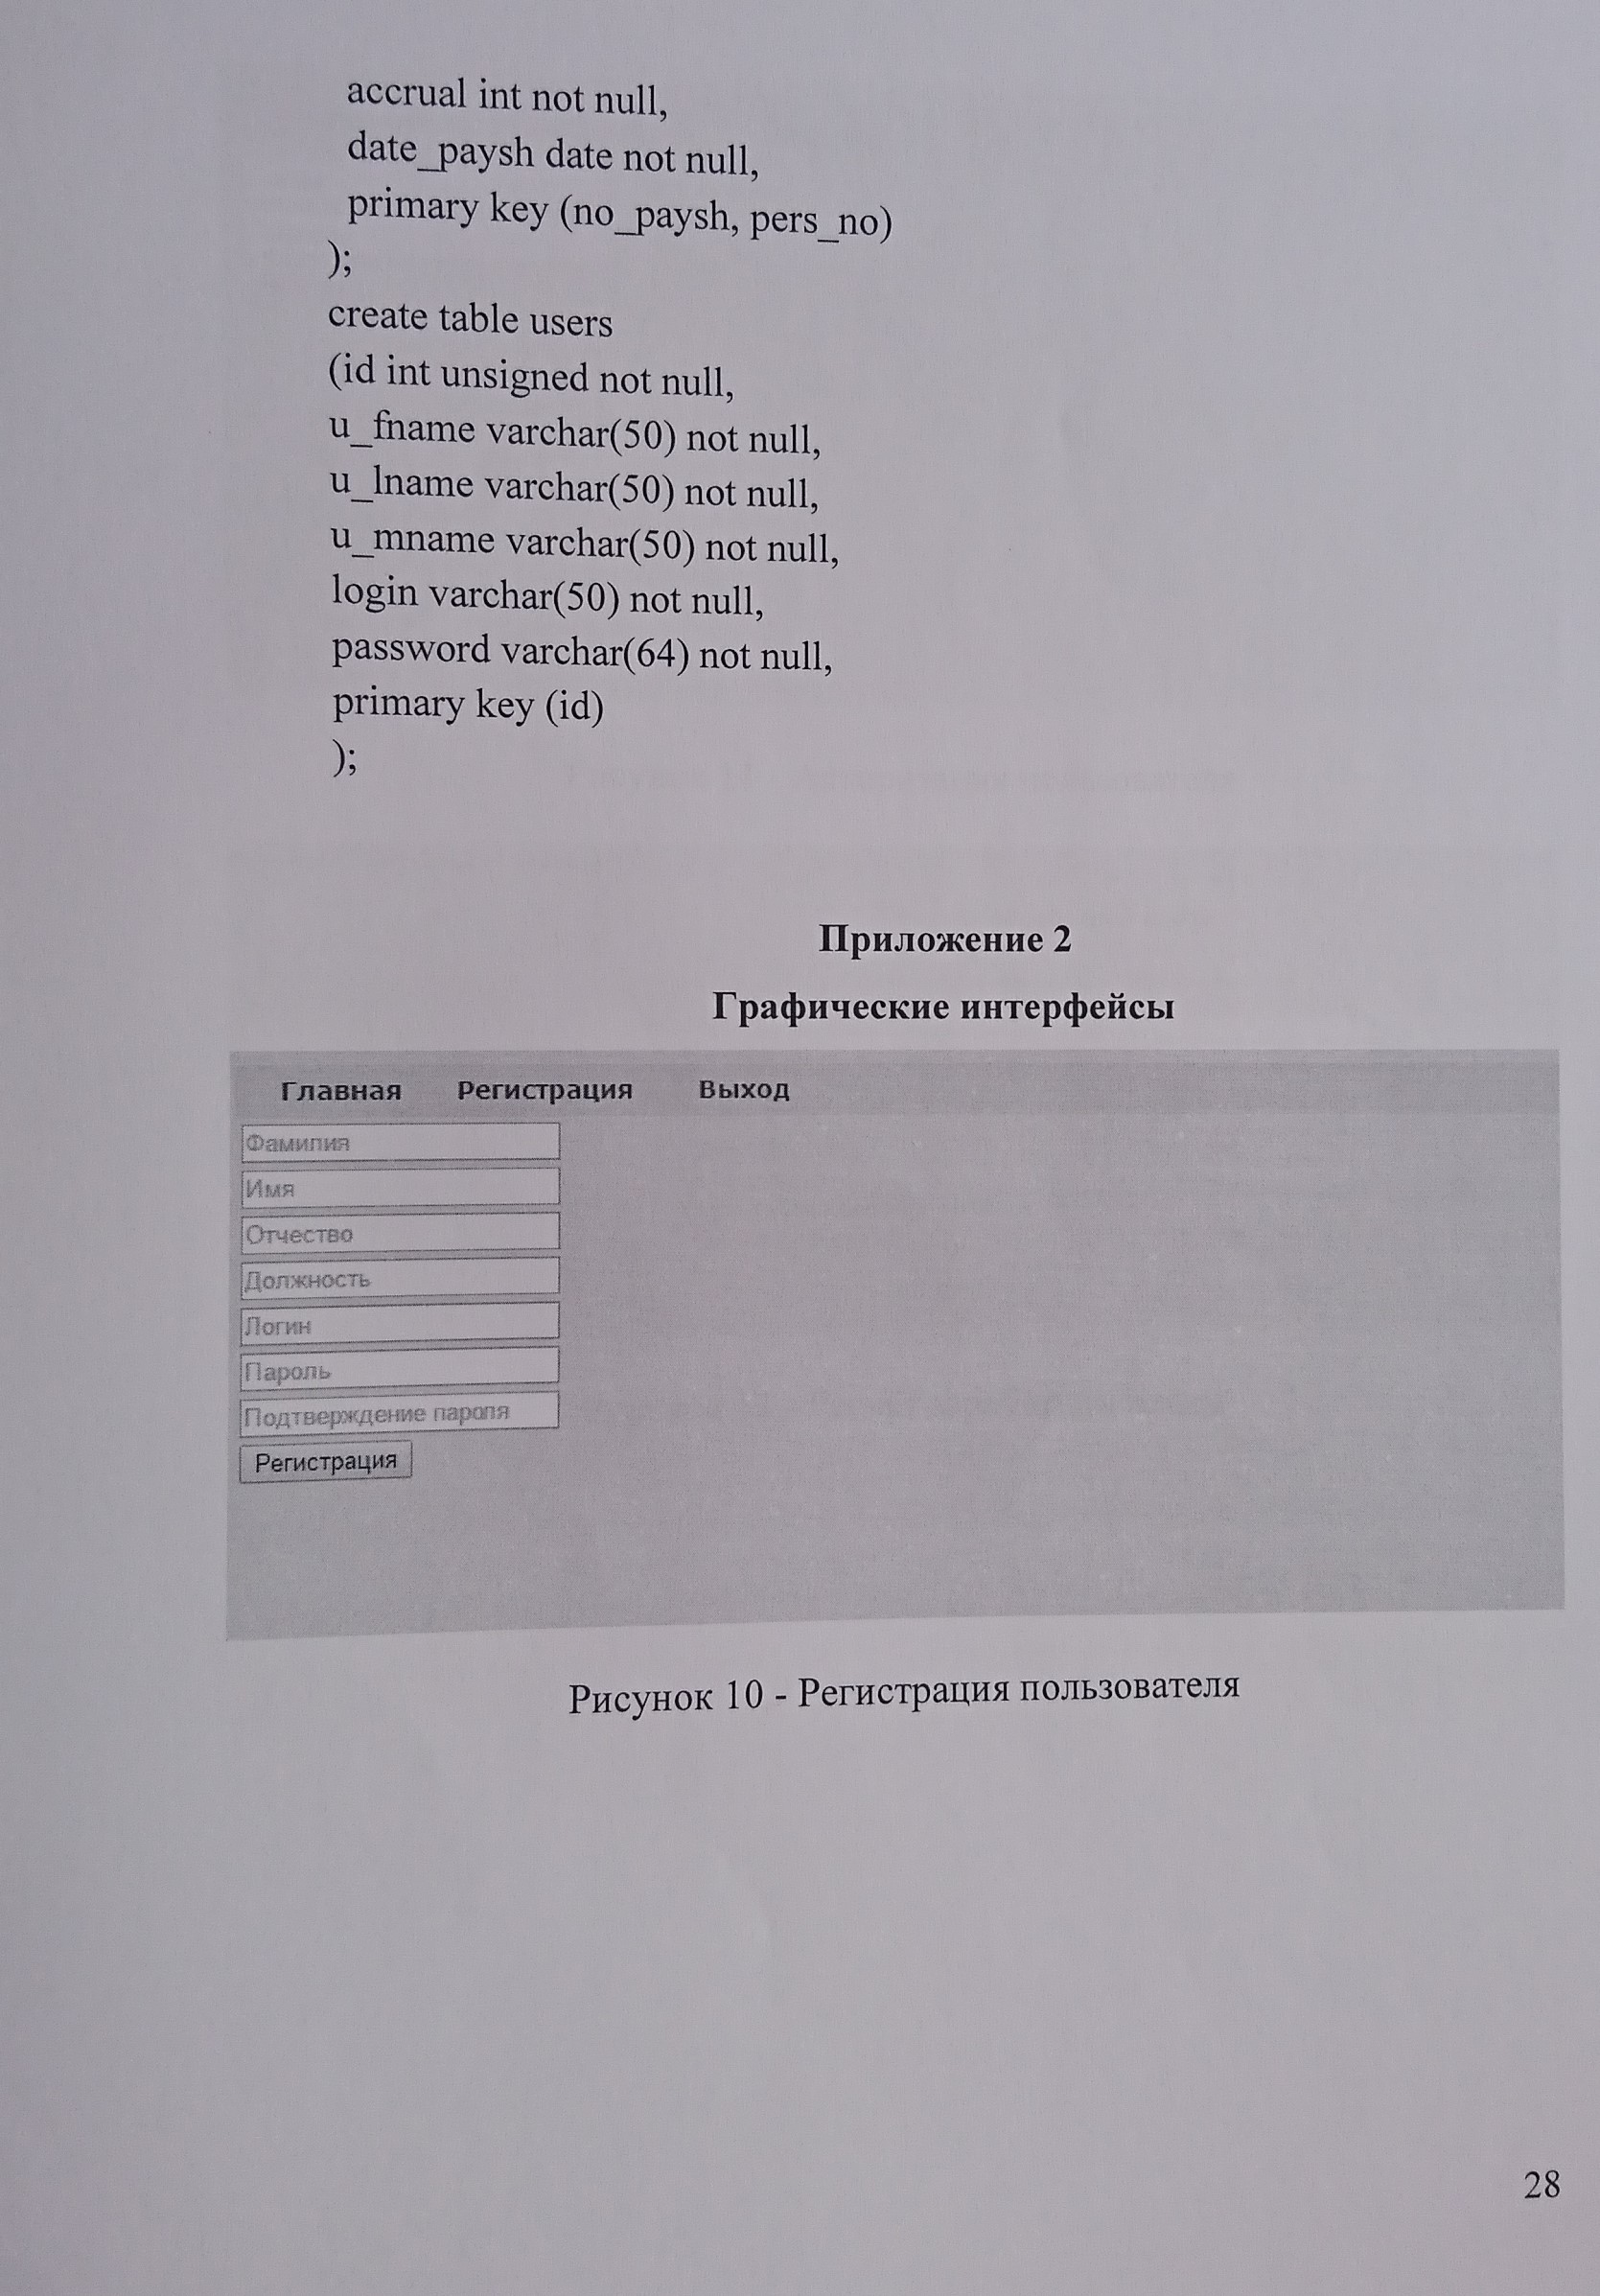 accrual int not null,
date_paysh date not null,
primary key (no_paysh, pers_no)
);
create table users
(id int unsigned not null,
u_fname varchar(50) not null,
u_lname varchar(50) not null,
u_mname varchar(50) not null,
login varchar(50) not null,
password varchar(64) not null,
primary key (id)
);
Приложение 2
Графические интерфейсы
Главная Регистрация Выход
Фамилия
Имя
Отчество
Должность
Логин
Пароль
Подтверждение пароля
Регистрация
Рисунок 10 - Регистрация пользователя
28